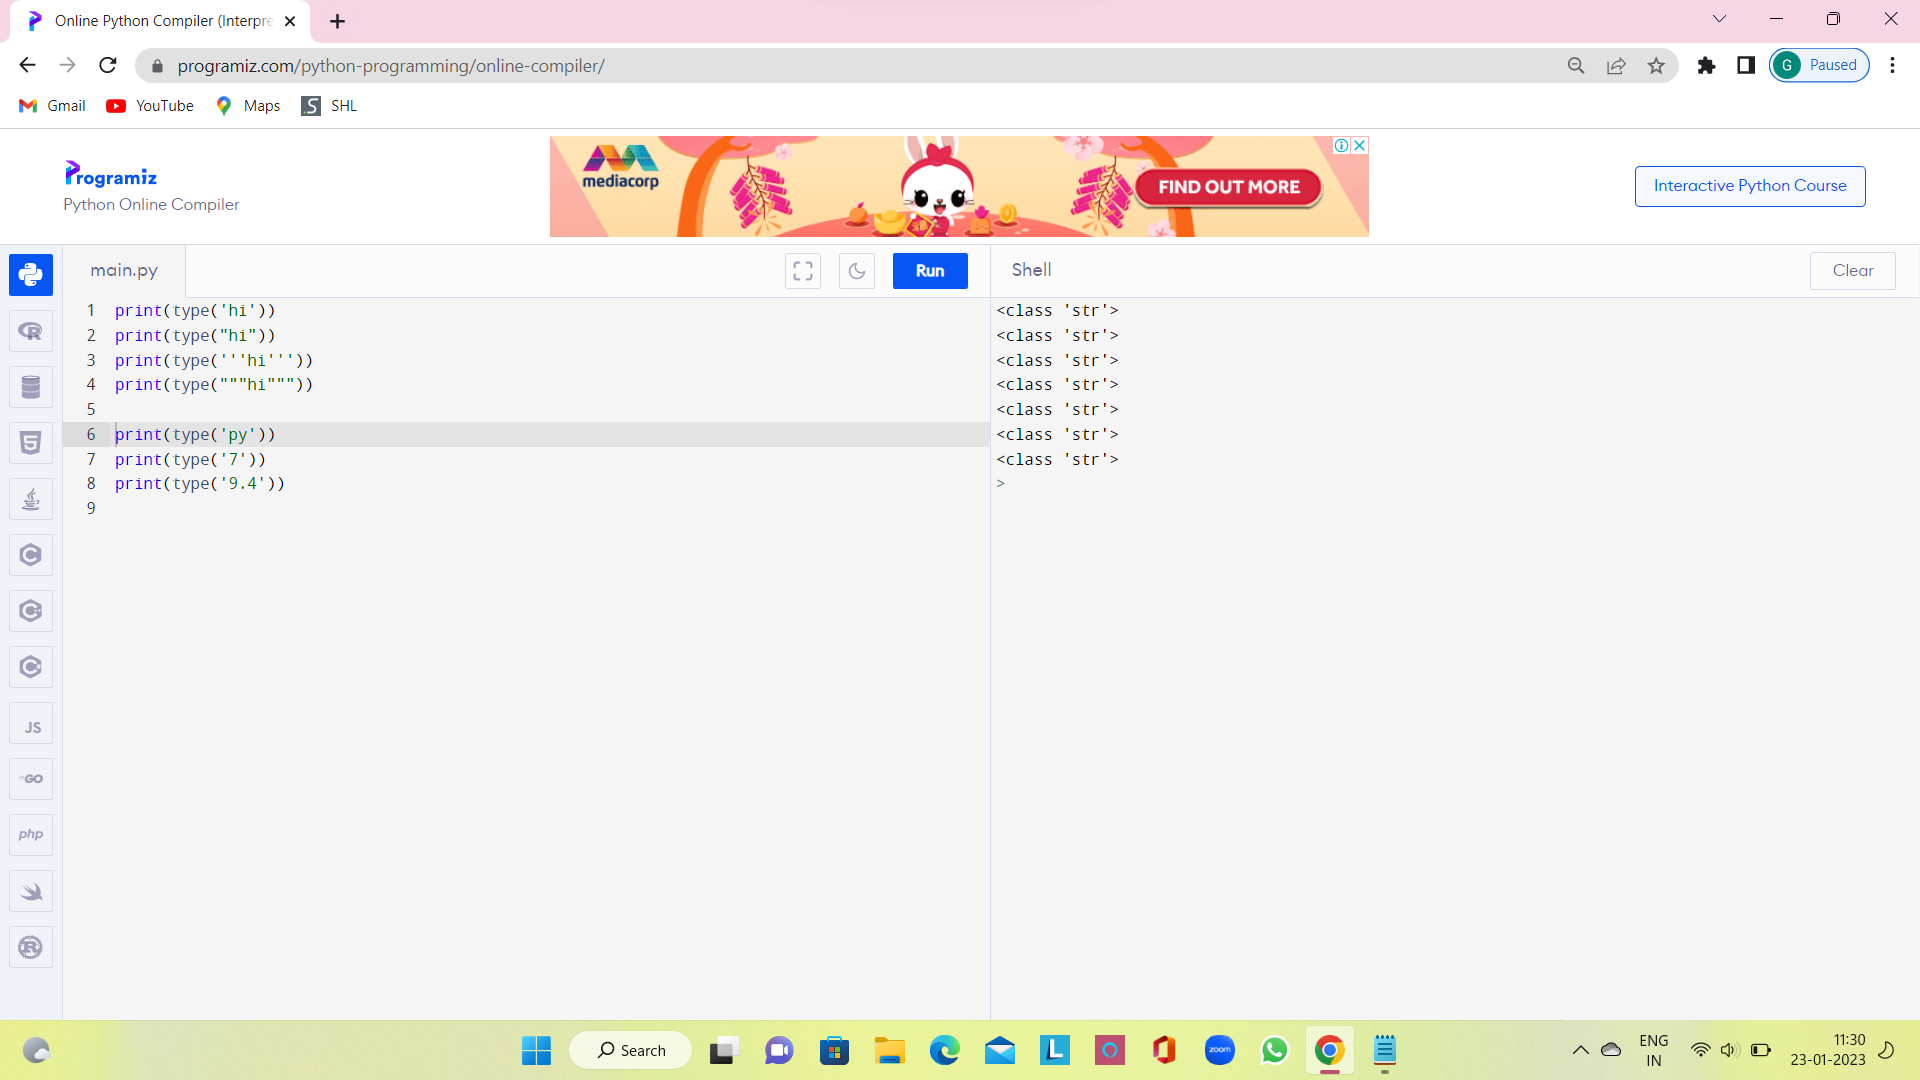 Online Python Compiler (Interpre
programiz.com/python-programming/online-compiler/
G Paused
Gmail YouTube Maps S SHL
mediacorp
FIND OUT MORE
Programiz
Python Online Compiler
Interactive Python Course
main.py
Run
Shell
Clear
1 print(type('hi'))
2 print(type("hi"))
3 print(type('''hi'''))
4 print(type("""hi"""))
5
6 print(type('py'))
7 print(type('7'))
8 print(type('9.4'))
9
<class 'str'>
<class 'str'>
<class 'str'>
<class 'str'>
<class 'str'>
<class 'str'>
<class 'str'>
>
R
5
C
C
C
JS
GO
php
R
Search
L
zoom
ENG
IN
11:30
23-01-2023